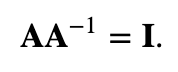 𝐀𝐀⁻¹ = 𝐈.